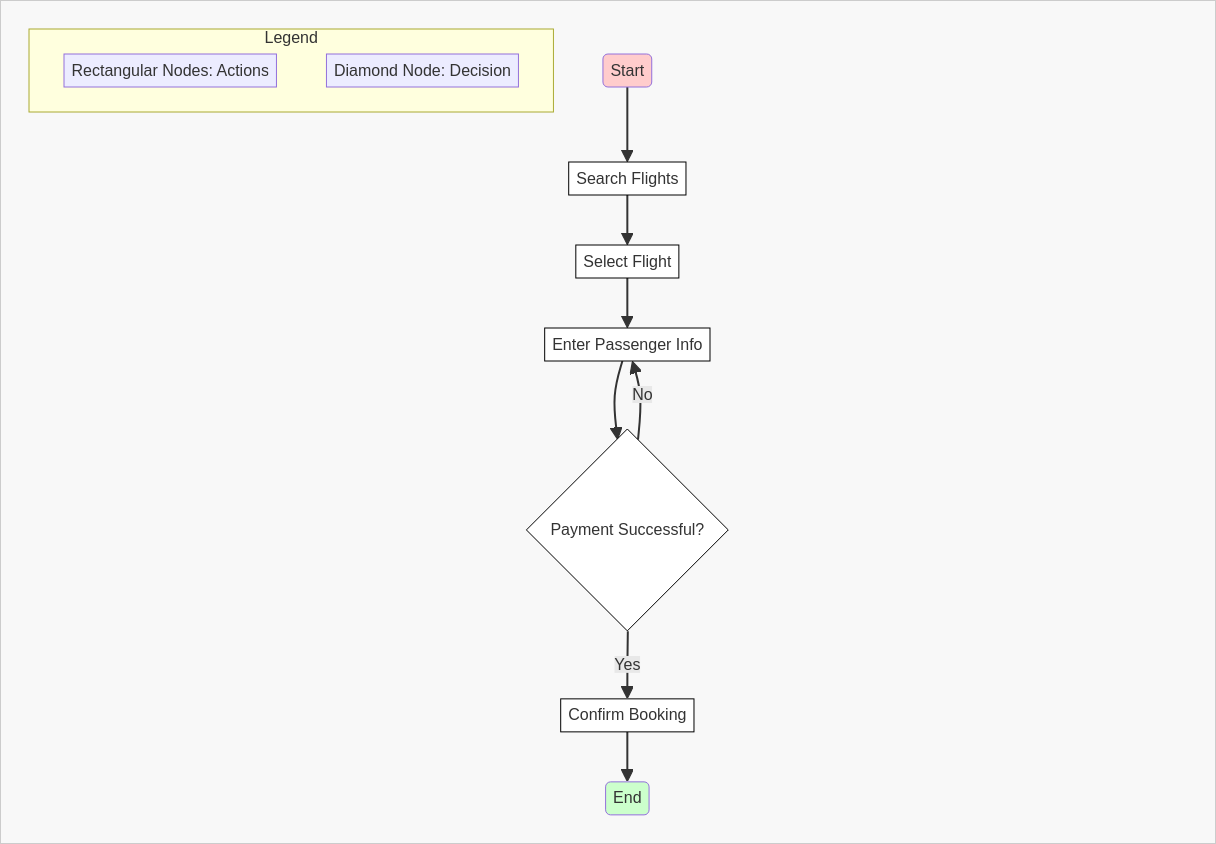 Legend
Rectangular Nodes: Actions
Diamond Node: Decision
Start
Search Flights
Select Flight
Enter Passenger Info
No
Payment Successful?
Yes
Confirm Booking
End